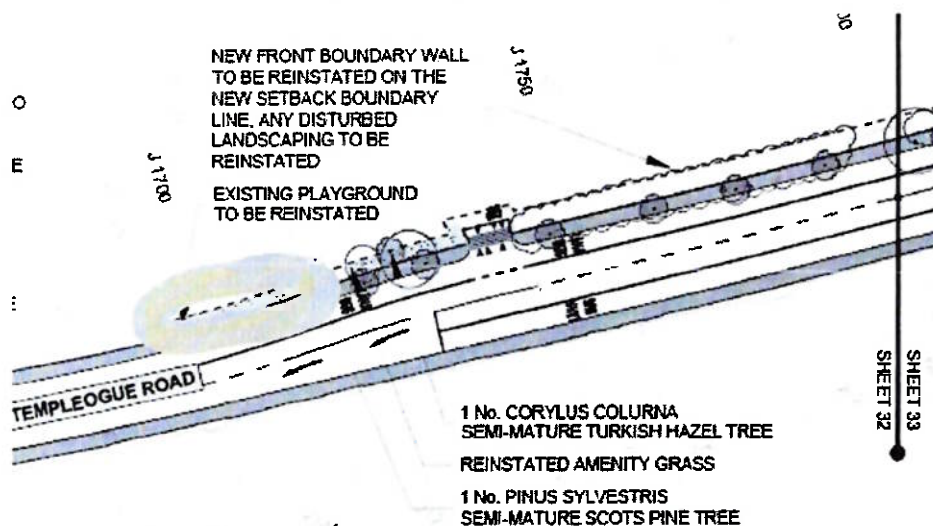 NEW FRONT BOUNDARY WALL
TO BE REINSTATED ON THE
NEW SETBACK BOUNDARY
LINE, ANY DISTURBED
LANDSCAPING TO BE
REINSTATED
EXISTING PLAYGROUND
TO BE REINSTATED
J 1700
J 1750
00
O
E
TEMPLEOGUE ROAD
1 No. CORYLUS COLURNA
SEMI-MATURE TURKISH HAZEL TREE
REINSTATED AMENITY GRASS
1 No. PINUS SYLVESTRIS
SEMI-MATURE SCOTS PINE TREE
SHEET 33
SHEET 32